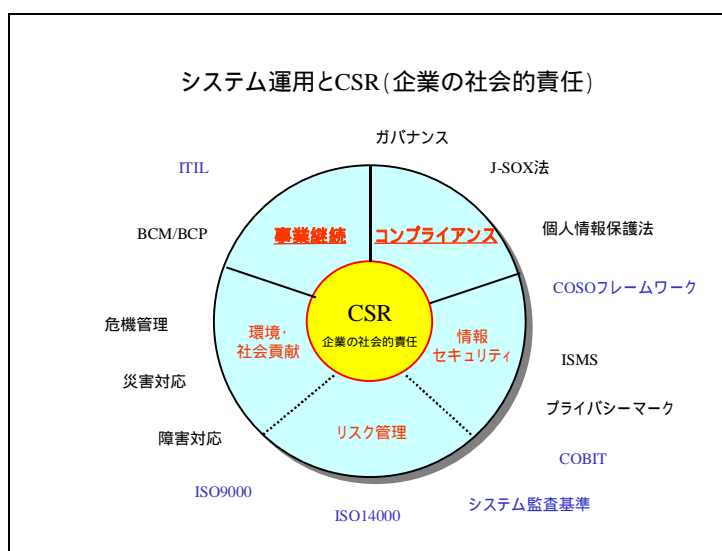 システム運用とCSR(企業の社会的責任)
ガバナンス
ITIL
J-SOX法
BCM/BCP
事業継続
コンプライアンス
個人情報保護法
COSOフレームワーク
CSR
企業の社会的責任
危機管理
環境・
社会貢献
情報
セキュリティ
ISMS
災害対応
プライバシーマーク
障害対応
リスク管理
COBIT
ISO9000
ISO14000
システム監査基準